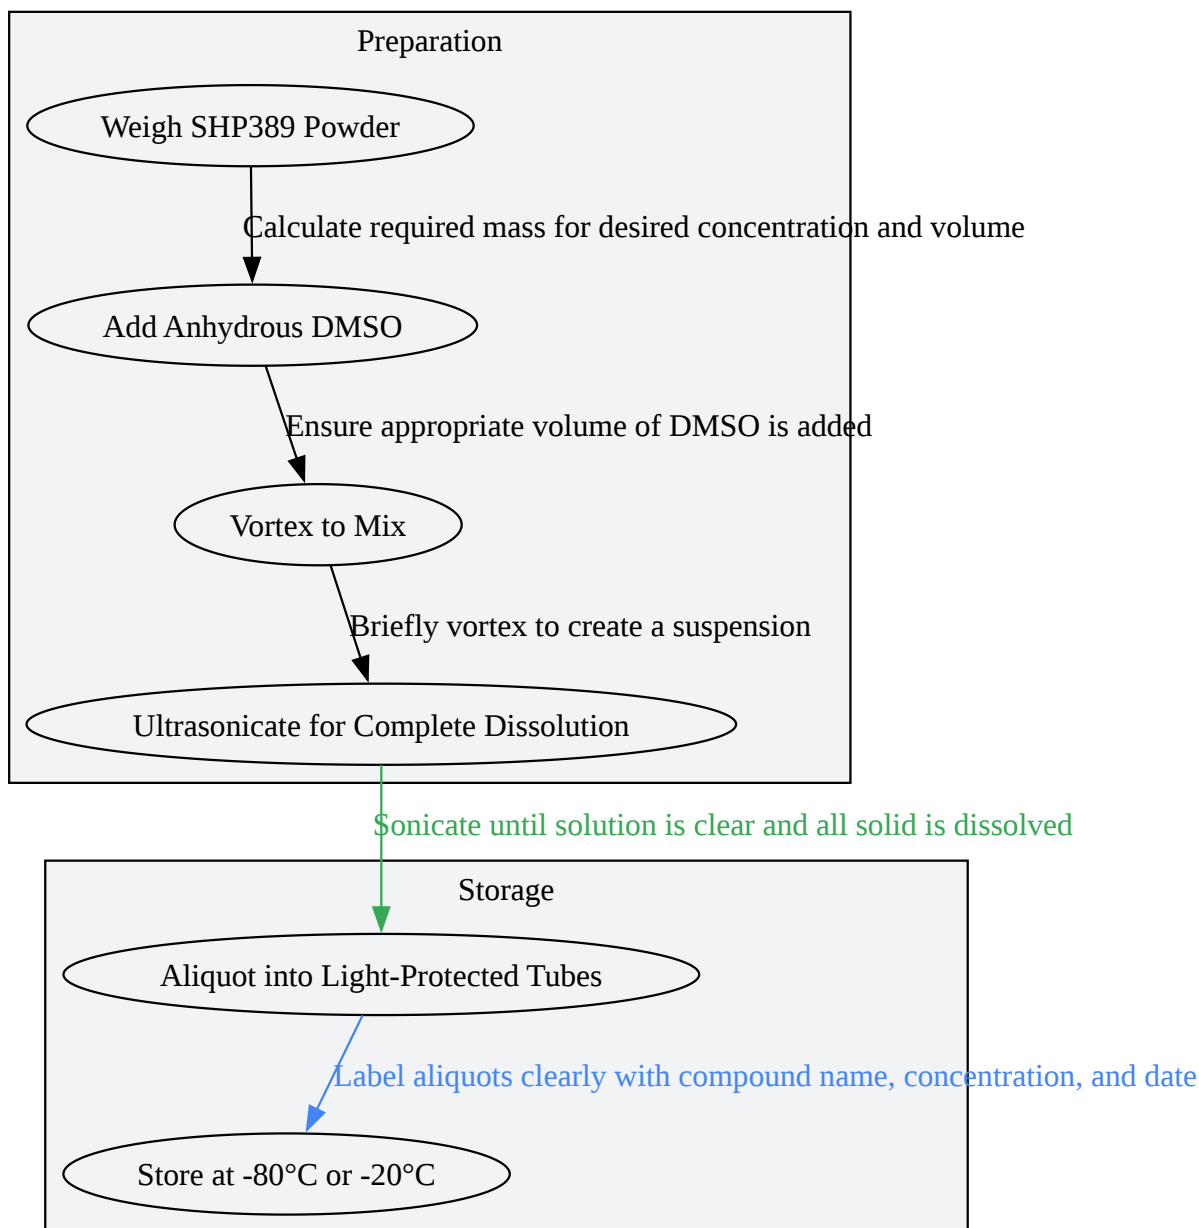 Preparation
Weigh SHP389 Powder
Calculate required mass for desired concentration and volume
Add Anhydrous DMSO
Ensure appropriate volume of DMSO is added
Vortex to Mix
Briefly vortex to create a suspension
Ultrasonicate for Complete Dissolution
Sonicate until solution is clear and all solid is dissolved
Storage
Aliquot into Light-Protected Tubes
Label aliquots clearly with compound name, concentration, and date
Store at -80°C or -20°C